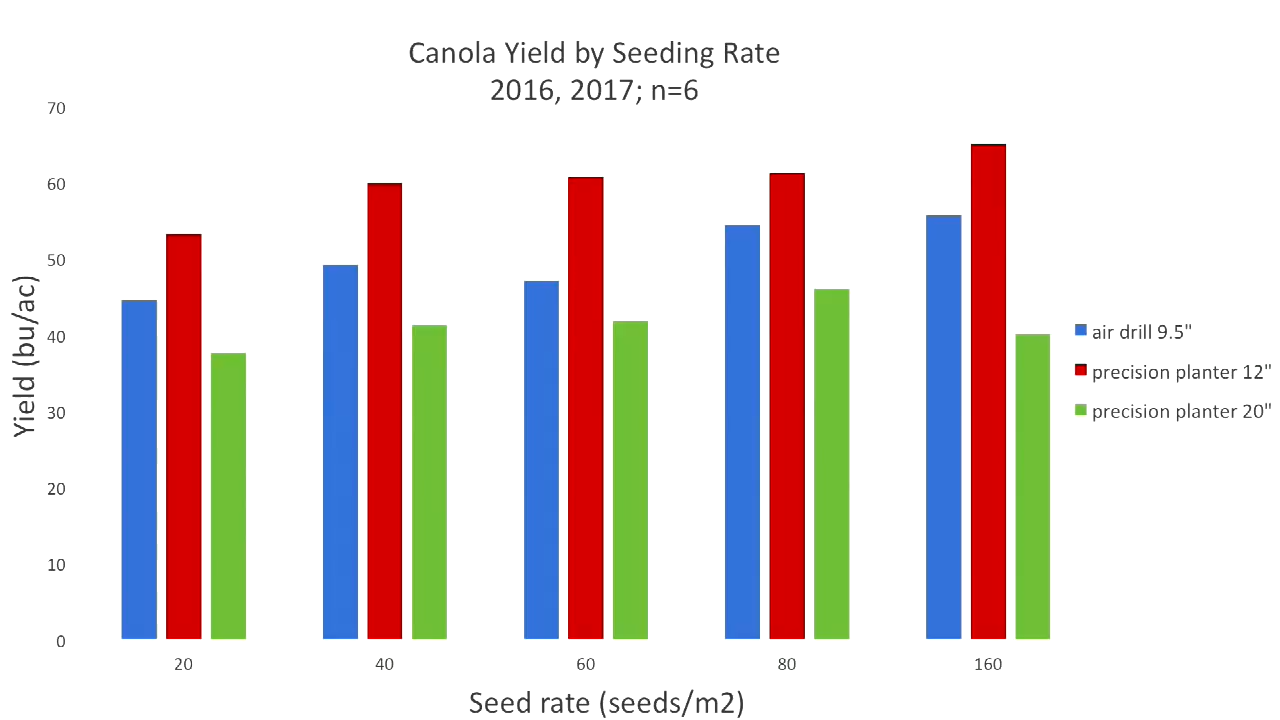 Canola Yield by Seeding Rate
2016, 2017; n=6
70
60
50
40
30
20
10
0
Yield (bu/ac)
20
40
60
80
160
Seed rate (seeds/m2)
air drill 9.5"
precision planter 12"
precision planter 20"